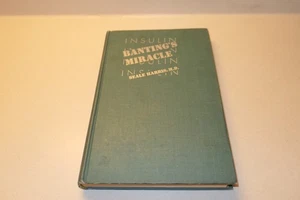 INSULIN
BANTING'S
MIRACLE
INSULIN
SEALE HARRIS, M.D.